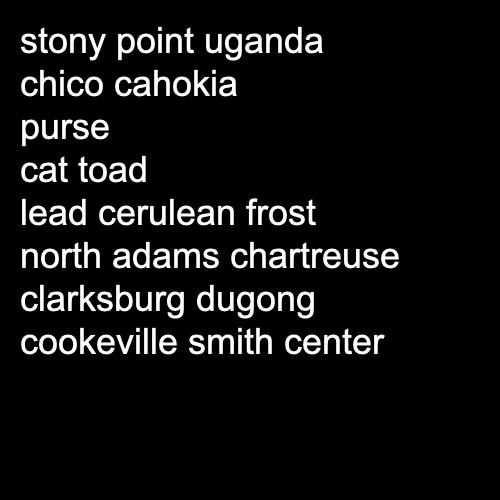 stony point uganda
chico cahokia
purse
cat toad
lead cerulean frost
north adams chartreuse
clarksburg dugong
cookeville smith center